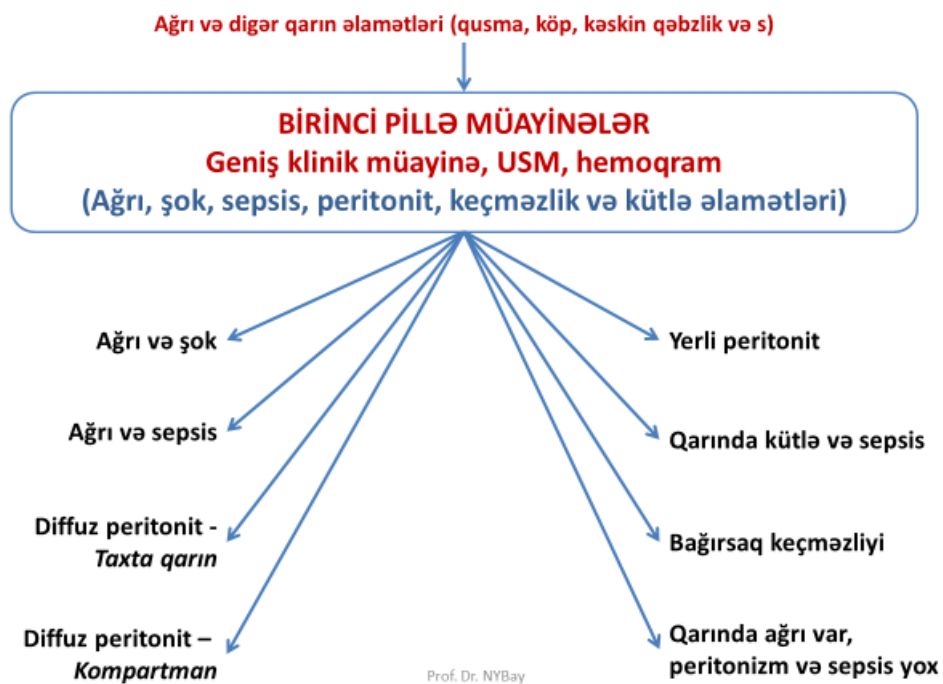 Ağrı və digər qarın əlamətləri (qusma, köp, kəskin qəbzlik və s)
BİRİNCİ PİLLƏ MÜAYİNƏLƏR
Geniş klinik müayinə, USM, hemoqram
(Ağrı, şok, sepsis, peritonit, keçməzlik və kütlə əlamətləri)
Ağrı və şok
Ağrı və sepsis
Diffuz peritonit -
Taxta qarın
Diffuz peritonit –
Kompartman
Yerli peritonit
Qarında kütlə və sepsis
Bağırsaq keçməzliyi
Qarında ağrı var,
peritonizm və sepsis yox
Prof. Dr. NYBay